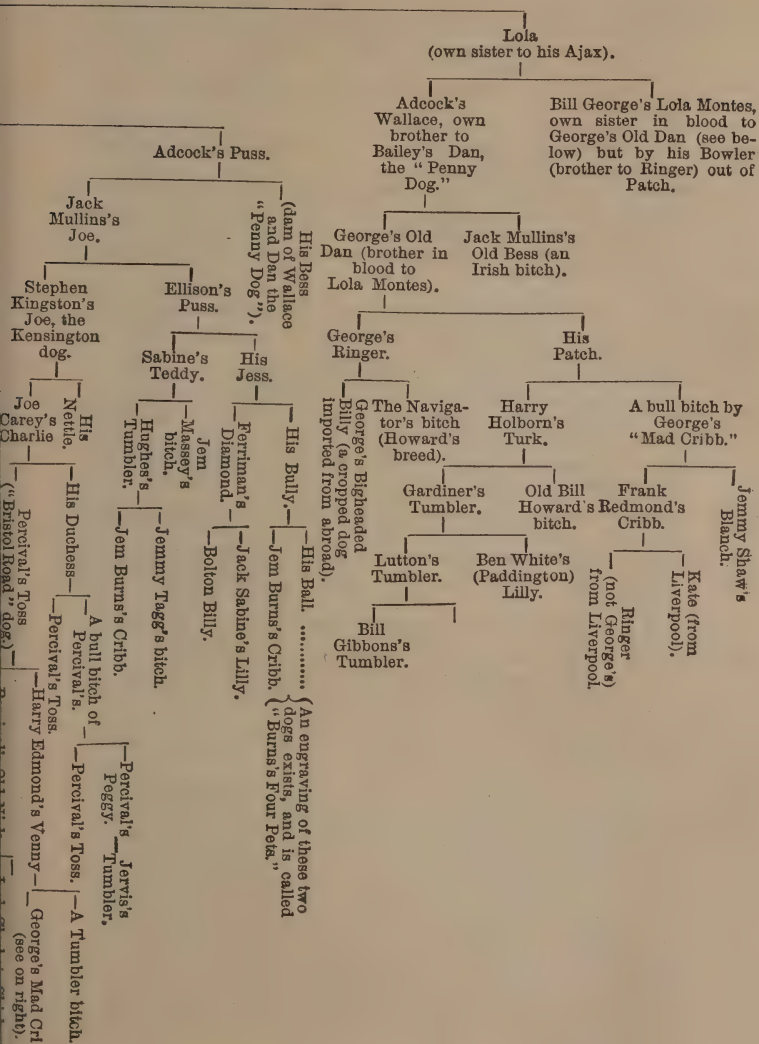 Lola
(own sister to his Ajax).
Adcock's
Wallace, own
brother to
Bailey's Dan,
the “ Penny
Dog.”
Bill George's Lola Montes,
own sister in blood to
George's Old Dan (see be-
low) but by his Bowler
(brother to Ringer) out of
Patch.
Adcock's Puss.
Jack
Mullins's
Joe.
His Bess
(dam of Wallace
and Dan the
“ Penny Dog ”).
George's Old
Dan (brother in
blood to
Lola Montes).
Jack Mullins's
Old Bess (an
Irish bitch).
Stephen
Kingston's
Joe, the
Kensington
dog.
Ellison's
Puss.
George's
Ringer.
His
Patch.
Sabine's
Teddy.
His
Jess.
Joe
Carey's
Charlie
His
Nettle.
Hughes's
Tumbler.
Massey's
bitch.
Jem
Ferriman's
Diamond.
His Bully.
George's Bigheaded
Billy (a cropped dog
imported from abroad).
The Naviga-
tor's bitch
(Howard's
breed).
Harry
Holborn's
Turk.
A bull bitch by
George's
“Mad Cribb.”
Gardiner's
Tumbler.
Old Bill
Howard's
bitch.
Frank
Redmond's
Cribb.
Jemmy Shaw's
Blanch.
Lutton's
Tumbler.
Ben White's
(Paddington)
Lilly.
Ringer
(not George's)
from Liverpool.
Kate (from
Liverpool).
Bill
Gibbons's
Tumbler.
Percival's Toss
(“Bristol Road” dog.)
His Duchess
Jem Burns's Cribb.
Jemmy Tagg's bitch.
Bolton Billy.
Jack Sabine's Lilly.
Jem Burns's Cribb.
His Ball. ..........
(An engraving of these two
dogs exists, and is called
“Burns's Four Pets.”
Percival's Toss.
A bull bitch of
Percival's.
Harry Edmond's Venny
Percival's Toss.
Percival's
Peggy.
Jervis's
Tumbler.
George's Mad Cri
(see on right).
A Tumbler bitch.